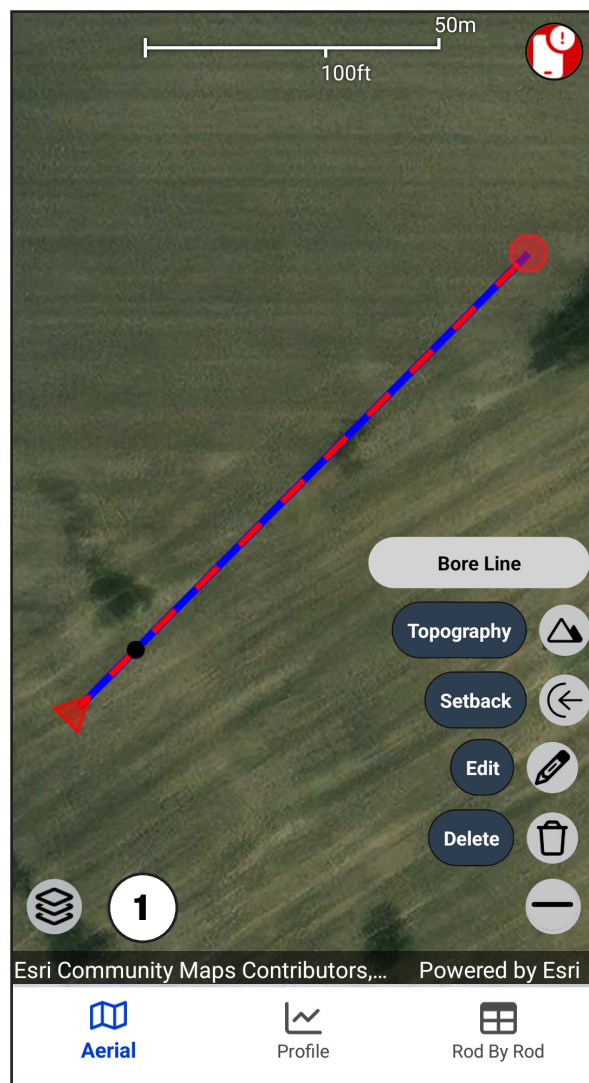 50m
100ft
!
Bore Line
Topography
Setback
Edit
Delete
1
Esri Community Maps Contributors,... Powered by Esri
Aerial Profile Rod By Rod